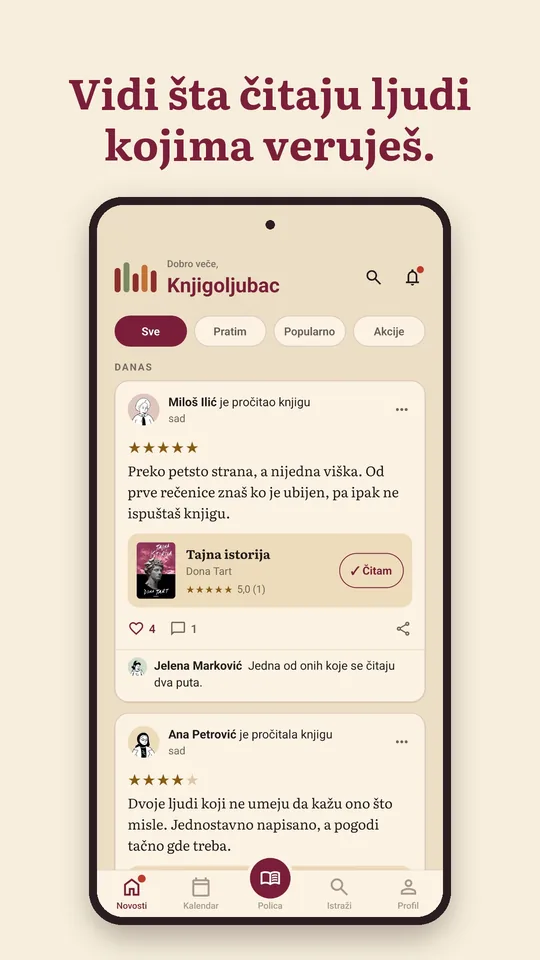 Vidi šta čitaju ljudi
kojima veruješ.
Dobro veče,
Knjigoljubac
Sve
Pratim
Popularno
Akcije
DANAS
Miloš Ilić je pročitao knjigu
sad
Preko petsto strana, a nijedna viška. Od
prve rečenice znaš ko je ubijen, pa ipak ne
ispuštaš knjigu.
Tajna istorija
Dona Tart
5,0 (1)
✓ Čitam
DONA TART
4
1
Jelena Marković Jedna od onih koje se čitaju
dva puta.
Ana Petrović je pročitala knjigu
sad
Dvoje ljudi koji ne umeju da kažu ono što
misle. Jednostavno napisano, a pogodi
tačno gde treba.
Novosti
Kalendar
Polica
Istraži
Profil